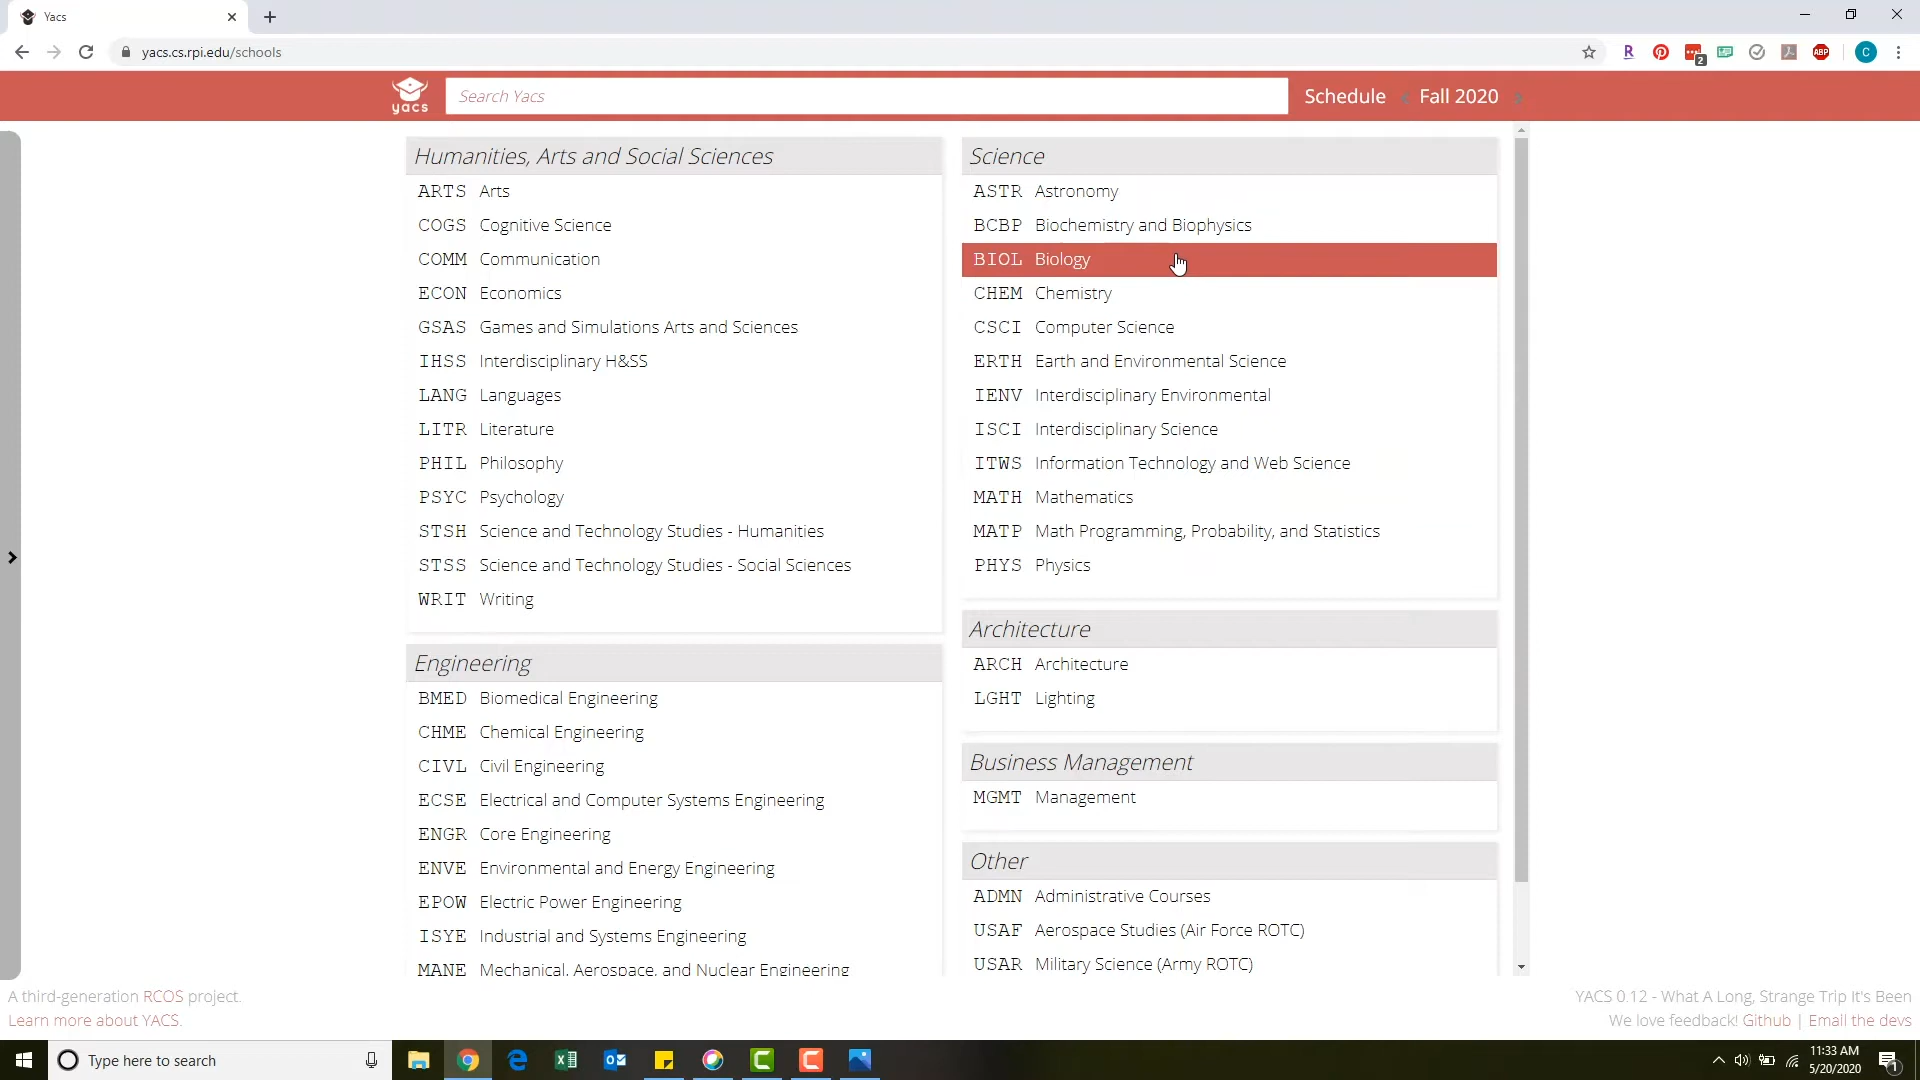 Yacs
yacs.cs.rpi.edu/schools
2
ABP
C
yacs
Search Yacs
Schedule
Fall 2020
Humanities, Arts and Social Sciences
ARTS Arts
COGS Cognitive Science
COMM Communication
ECON Economics
GSAS Games and Simulations Arts and Sciences
IHSS Interdisciplinary H&SS
LANG Languages
LITR Literature
PHIL Philosophy
PSYC Psychology
STSH Science and Technology Studies - Humanities
STSS Science and Technology Studies - Social Sciences
WRIT Writing
Engineering
BMED Biomedical Engineering
CHME Chemical Engineering
CIVL Civil Engineering
ECSE Electrical and Computer Systems Engineering
ENGR Core Engineering
ENVE Environmental and Energy Engineering
EPOW Electric Power Engineering
ISYE Industrial and Systems Engineering
MANE Mechanical, Aerospace, and Nuclear Engineering
Science
ASTR Astronomy
BCBP Biochemistry and Biophysics
BIOL Biology
CHEM Chemistry
CSCI Computer Science
ERTH Earth and Environmental Science
IENV Interdisciplinary Environmental
ISCI Interdisciplinary Science
ITWS Information Technology and Web Science
MATH Mathematics
MATP Math Programming, Probability, and Statistics
PHYS Physics
Architecture
ARCH Architecture
LGHT Lighting
Business Management
MGMT Management
Other
ADMN Administrative Courses
USAF Aerospace Studies (Air Force ROTC)
USAR Military Science (Army ROTC)
A third-generation RCOS project.
Learn more about YACS.
YACS 0.12 - What A Long, Strange Trip It's Been
We love feedback! Github | Email the devs
Type here to search
11:33 AM
5/20/2020
1